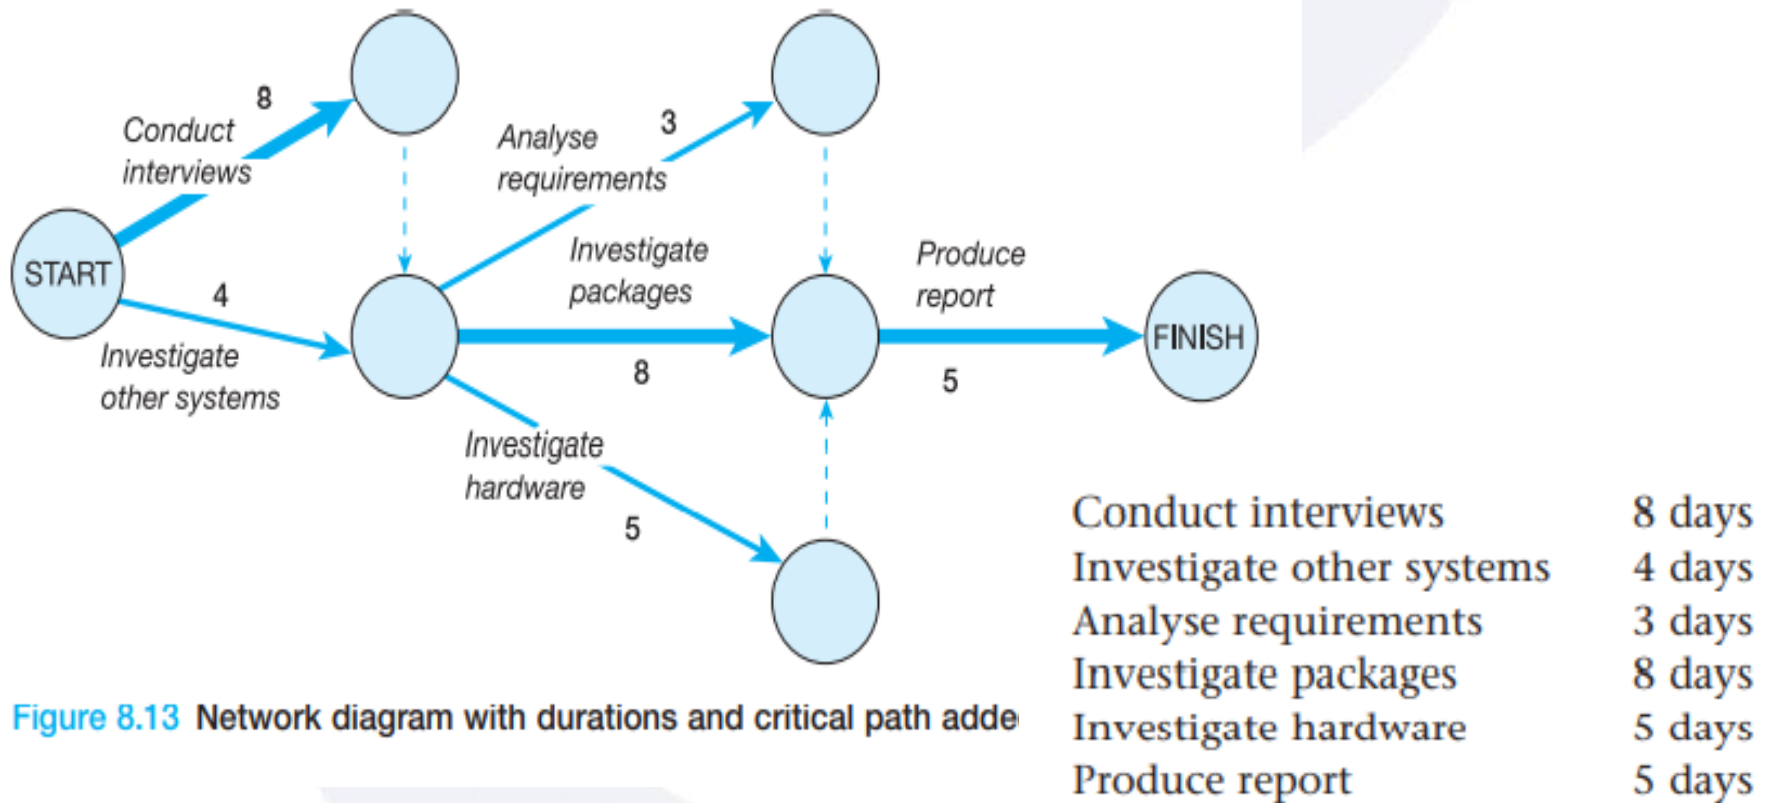 8
Conduct
interviews
Analyse
requirements
3
START
4
Investigate
other systems
Investigate
packages
8
Produce
report
5
FINISH
Investigate
hardware
5
Figure 8.13 Network diagram with durations and critical path adde
Conduct interviews 8 days
Investigate other systems 4 days
Analyse requirements 3 days
Investigate packages 8 days
Investigate hardware 5 days
Produce report 5 days